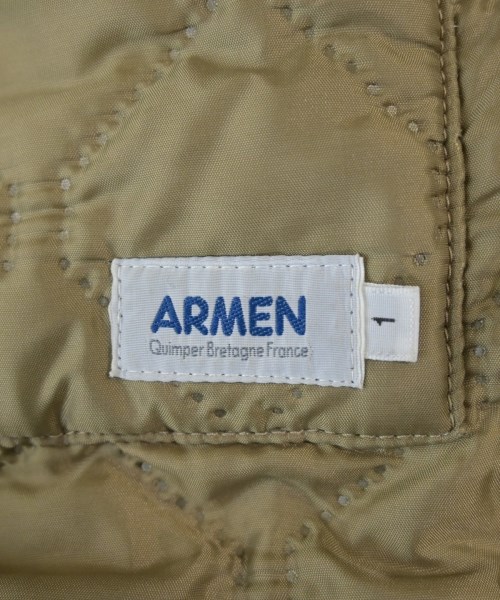 ARMEN
Quimper Bretagne France
1